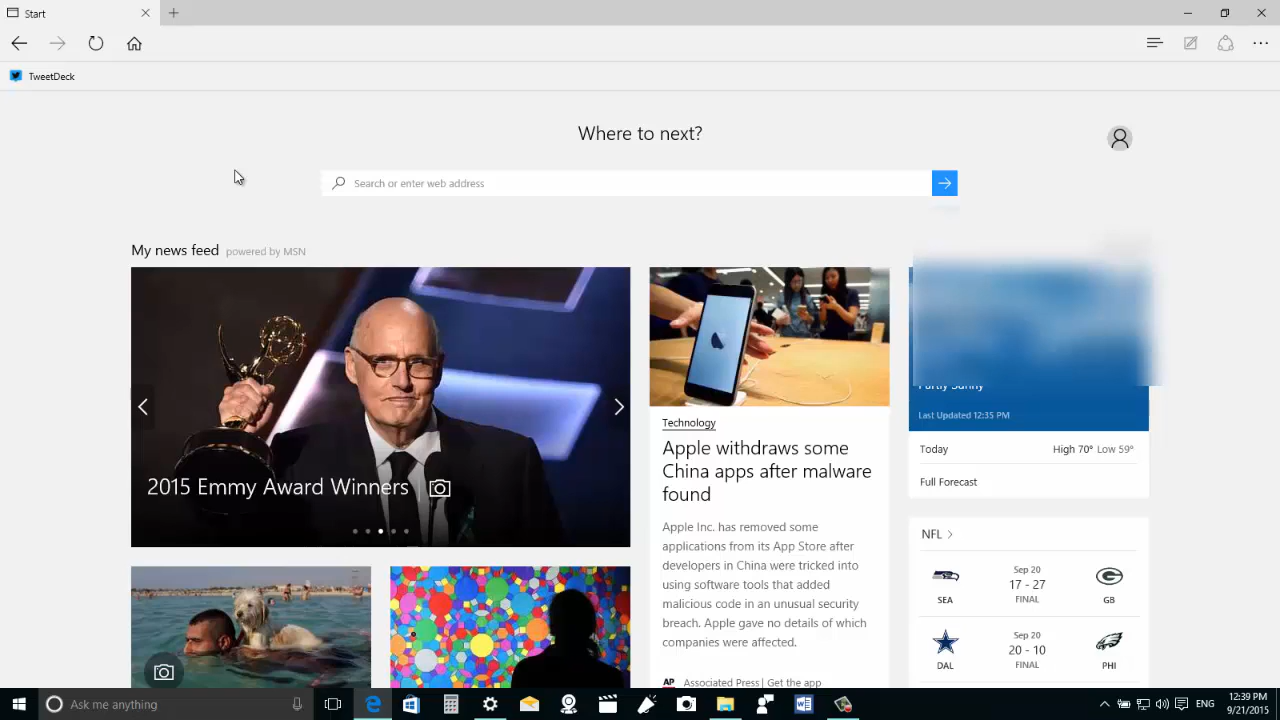 Start
TweetDeck
Where to next?
Search or enter web address
My news feed powered by MSN
2015 Emmy Award Winners
Technology
Apple withdraws some
China apps after malware
found
Apple Inc. has removed some
applications from its App Store after
developers in China were tricked into
using software tools that added
malicious code in an unusual security
breach. Apple gave no details of which
companies were affected.
AP Associated Press | Get the app
Partly Sunny
Last Updated 12:35 PM
Today High 70° Low 59°
Full Forecast
NFL
Sep 20
17 - 27
FINAL
SEA GB
Sep 20
20 - 10
FINAL
DAL PHI
Ask me anything
ENG
12:39 PM
9/21/2015